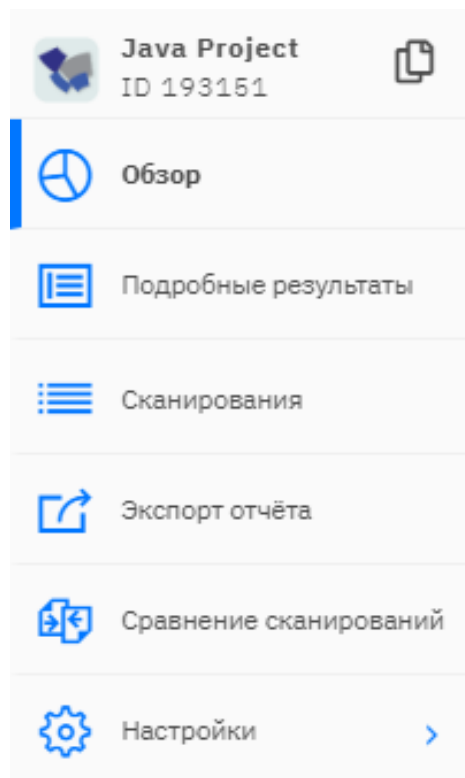 Java Project
ID 193151
Обзор
Подробные результаты
Сканирования
Экспорт отчёта
Сравнение сканирований
Настройки